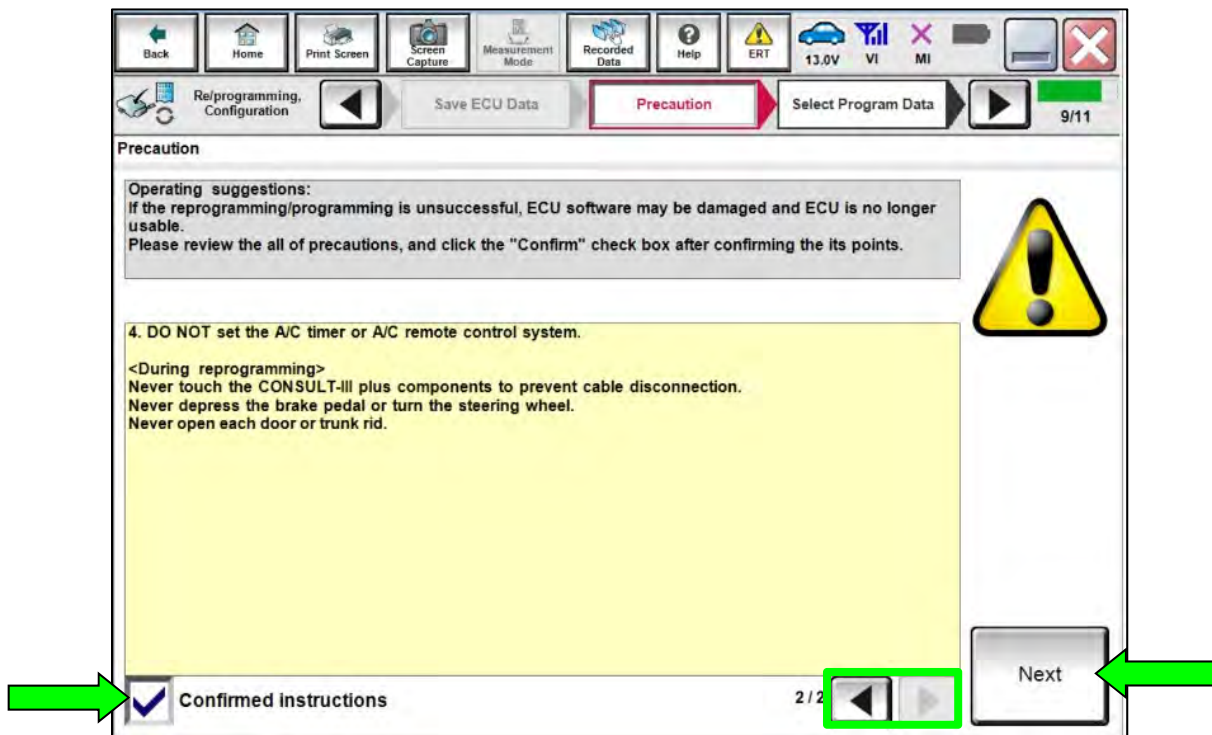 Back
Home
Print Screen
Screen
Capture
Measurement
Mode
Recorded
Data
Help
ERT
13.0V
VI
MI
Re/programming,
Configuration
Save ECU Data
Precaution
Select Program Data
9/11
Precaution
Operating suggestions:
If the reprogramming/programming is unsuccessful, ECU software may be damaged and ECU is no longer
usable.
Please review the all of precautions, and click the "Confirm" check box after confirming the its points.
4. DO NOT set the A/C timer or A/C remote control system.
<During reprogramming>
Never touch the CONSULT-III plus components to prevent cable disconnection.
Never depress the brake pedal or turn the steering wheel.
Never open each door or trunk rid.
Confirmed instructions
2/2
Next